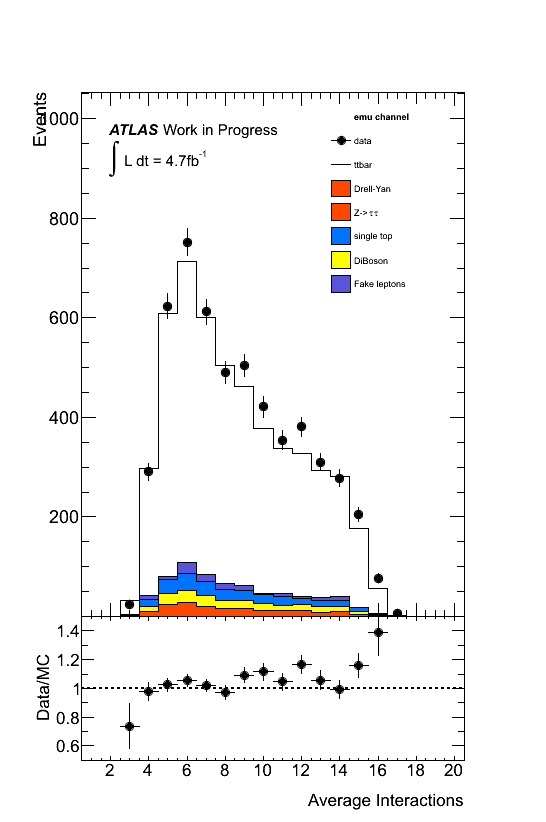 Events
1000
800
600
400
200
ATLAS Work in Progress
∫ L dt = 4.7fb⁻¹
emu channel
data
ttbar
Drell-Yan
Z->ττ
single top
DiBoson
Fake leptons
Data/MC
1.4
1.2
1
0.8
0.6
2 4 6 8 10 12 14 16 18 20
Average Interactions